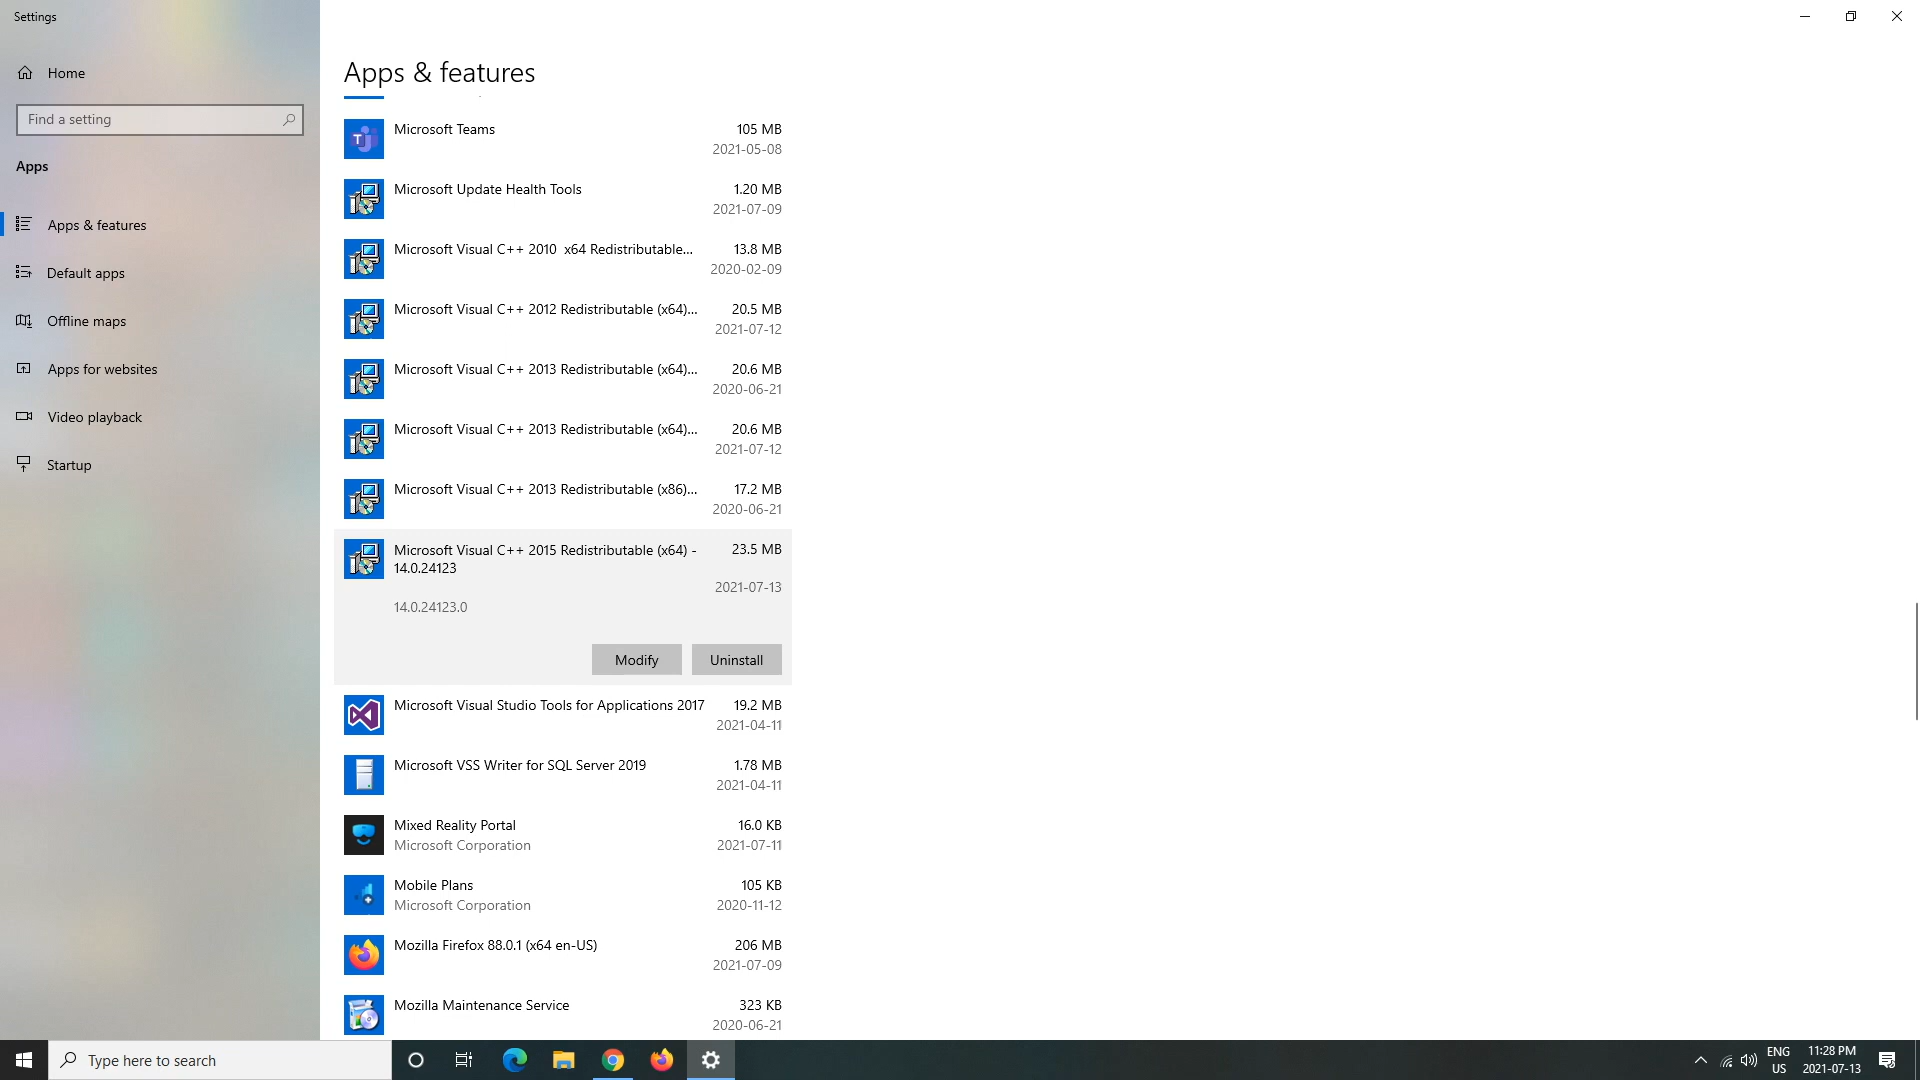 Settings
Home
Find a setting
Apps
Apps & features
Default apps
Offline maps
Apps for websites
Video playback
Startup
Apps & features
Microsoft Teams 105 MB
2021-05-08
Microsoft Update Health Tools 1.20 MB
2021-07-09
Microsoft Visual C++ 2010  x64 Redistributable... 13.8 MB
2020-02-09
Microsoft Visual C++ 2012 Redistributable (x64)... 20.5 MB
2021-07-12
Microsoft Visual C++ 2013 Redistributable (x64)... 20.6 MB
2020-06-21
Microsoft Visual C++ 2013 Redistributable (x64)... 20.6 MB
2021-07-12
Microsoft Visual C++ 2013 Redistributable (x86)... 17.2 MB
2020-06-21
Microsoft Visual C++ 2015 Redistributable (x64) - 23.5 MB
14.0.24123
2021-07-13
14.0.24123.0
Modify Uninstall
Microsoft Visual Studio Tools for Applications 2017 19.2 MB
2021-04-11
Microsoft VSS Writer for SQL Server 2019 1.78 MB
2021-04-11
Mixed Reality Portal 16.0 KB
Microsoft Corporation 2021-07-11
Mobile Plans 105 KB
Microsoft Corporation 2020-11-12
Mozilla Firefox 88.0.1 (x64 en-US) 206 MB
2021-07-09
Mozilla Maintenance Service 323 KB
2020-06-21
Type here to search
ENG 11:28 PM
US 2021-07-13